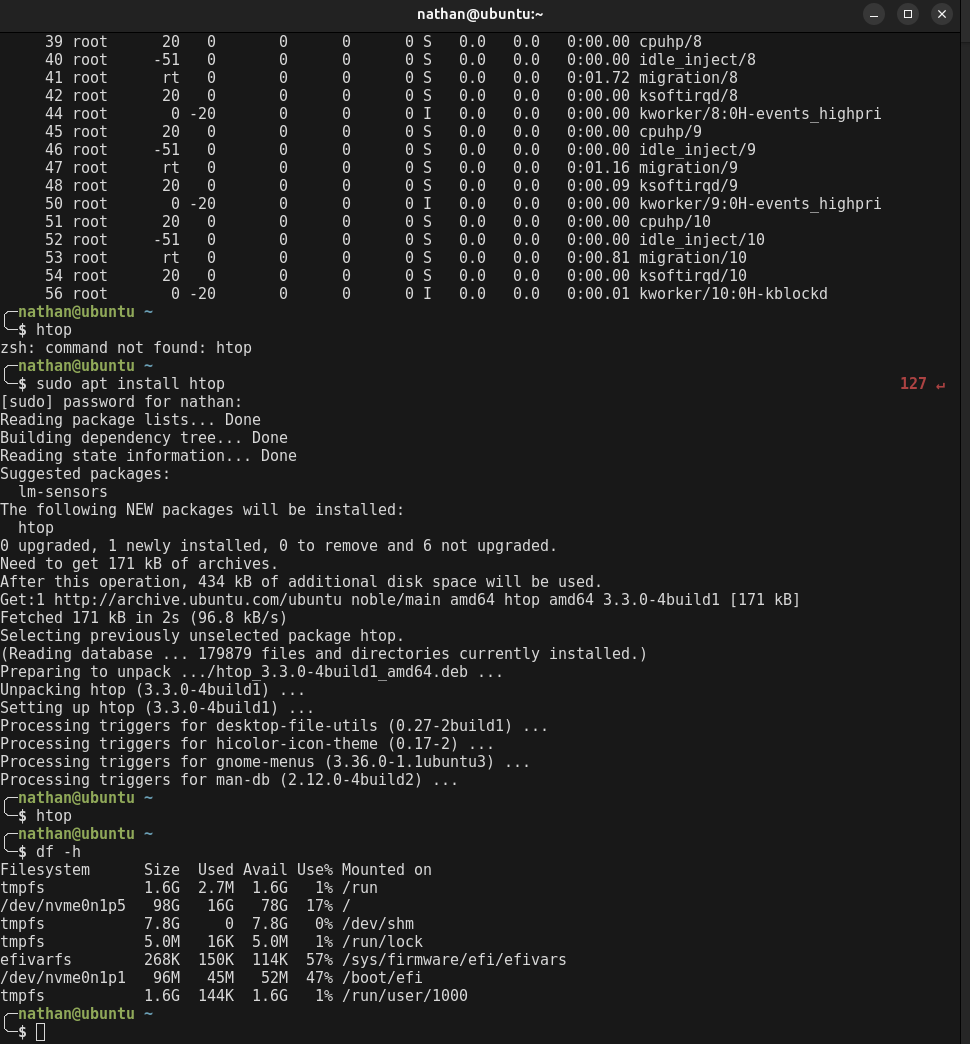 nathan@ubuntu:~
39 root      20   0       0      0      0 S   0.0   0.0   0:00.00 cpuhp/8
40 root     -51   0       0      0      0 S   0.0   0.0   0:00.00 idle_inject/8
41 root      rt   0       0      0      0 S   0.0   0.0   0:01.72 migration/8
42 root      20   0       0      0      0 S   0.0   0.0   0:00.00 ksoftirqd/8
44 root       0 -20       0      0      0 I   0.0   0.0   0:00.00 kworker/8:0H-events_highpri
45 root      20   0       0      0      0 S   0.0   0.0   0:00.00 cpuhp/9
46 root     -51   0       0      0      0 S   0.0   0.0   0:00.00 idle_inject/9
47 root      rt   0       0      0      0 S   0.0   0.0   0:01.16 migration/9
48 root      20   0       0      0      0 S   0.0   0.0   0:00.09 ksoftirqd/9
50 root       0 -20       0      0      0 I   0.0   0.0   0:00.00 kworker/9:0H-events_highpri
51 root      20   0       0      0      0 S   0.0   0.0   0:00.00 cpuhp/10
52 root     -51   0       0      0      0 S   0.0   0.0   0:00.00 idle_inject/10
53 root      rt   0       0      0      0 S   0.0   0.0   0:00.81 migration/10
54 root      20   0       0      0      0 S   0.0   0.0   0:00.00 ksoftirqd/10
56 root       0 -20       0      0      0 I   0.0   0.0   0:00.01 kworker/10:0H-kblockd
╭─nathan@ubuntu ~
╰─$ htop
zsh: command not found: htop
╭─nathan@ubuntu ~
╰─$ sudo apt install htop 127 ↵
[sudo] password for nathan:
Reading package lists... Done
Building dependency tree... Done
Reading state information... Done
Suggested packages:
  lm-sensors
The following NEW packages will be installed:
  htop
0 upgraded, 1 newly installed, 0 to remove and 6 not upgraded.
Need to get 171 kB of archives.
After this operation, 434 kB of additional disk space will be used.
Get:1 http://archive.ubuntu.com/ubuntu noble/main amd64 htop amd64 3.3.0-4build1 [171 kB]
Fetched 171 kB in 2s (96.8 kB/s)
Selecting previously unselected package htop.
(Reading database ... 179879 files and directories currently installed.)
Preparing to unpack .../htop_3.3.0-4build1_amd64.deb ...
Unpacking htop (3.3.0-4build1) ...
Setting up htop (3.3.0-4build1) ...
Processing triggers for desktop-file-utils (0.27-2build1) ...
Processing triggers for hicolor-icon-theme (0.17-2) ...
Processing triggers for gnome-menus (3.36.0-1.1ubuntu3) ...
Processing triggers for man-db (2.12.0-4build2) ...
╭─nathan@ubuntu ~
╰─$ htop
╭─nathan@ubuntu ~
╰─$ df -h
Filesystem      Size  Used Avail Use% Mounted on
tmpfs           1.6G  2.7M  1.6G   1% /run
/dev/nvme0n1p5   98G   16G   78G  17% /
tmpfs           7.8G     0  7.8G   0% /dev/shm
tmpfs           5.0M   16K  5.0M   1% /run/lock
efivarfs        268K  150K  114K  57% /sys/firmware/efi/efivars
/dev/nvme0n1p1   96M   45M   52M  47% /boot/efi
tmpfs           1.6G  144K  1.6G   1% /run/user/1000
╭─nathan@ubuntu ~
╰─$